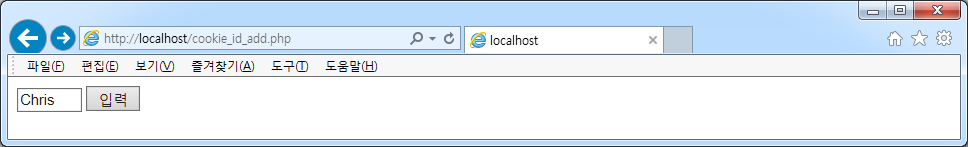 http://localhost/cookie_id_add.php localhost
파일(F) 편집(E) 보기(V) 즐겨찾기(A) 도구(T) 도움말(H)
Chris 입력